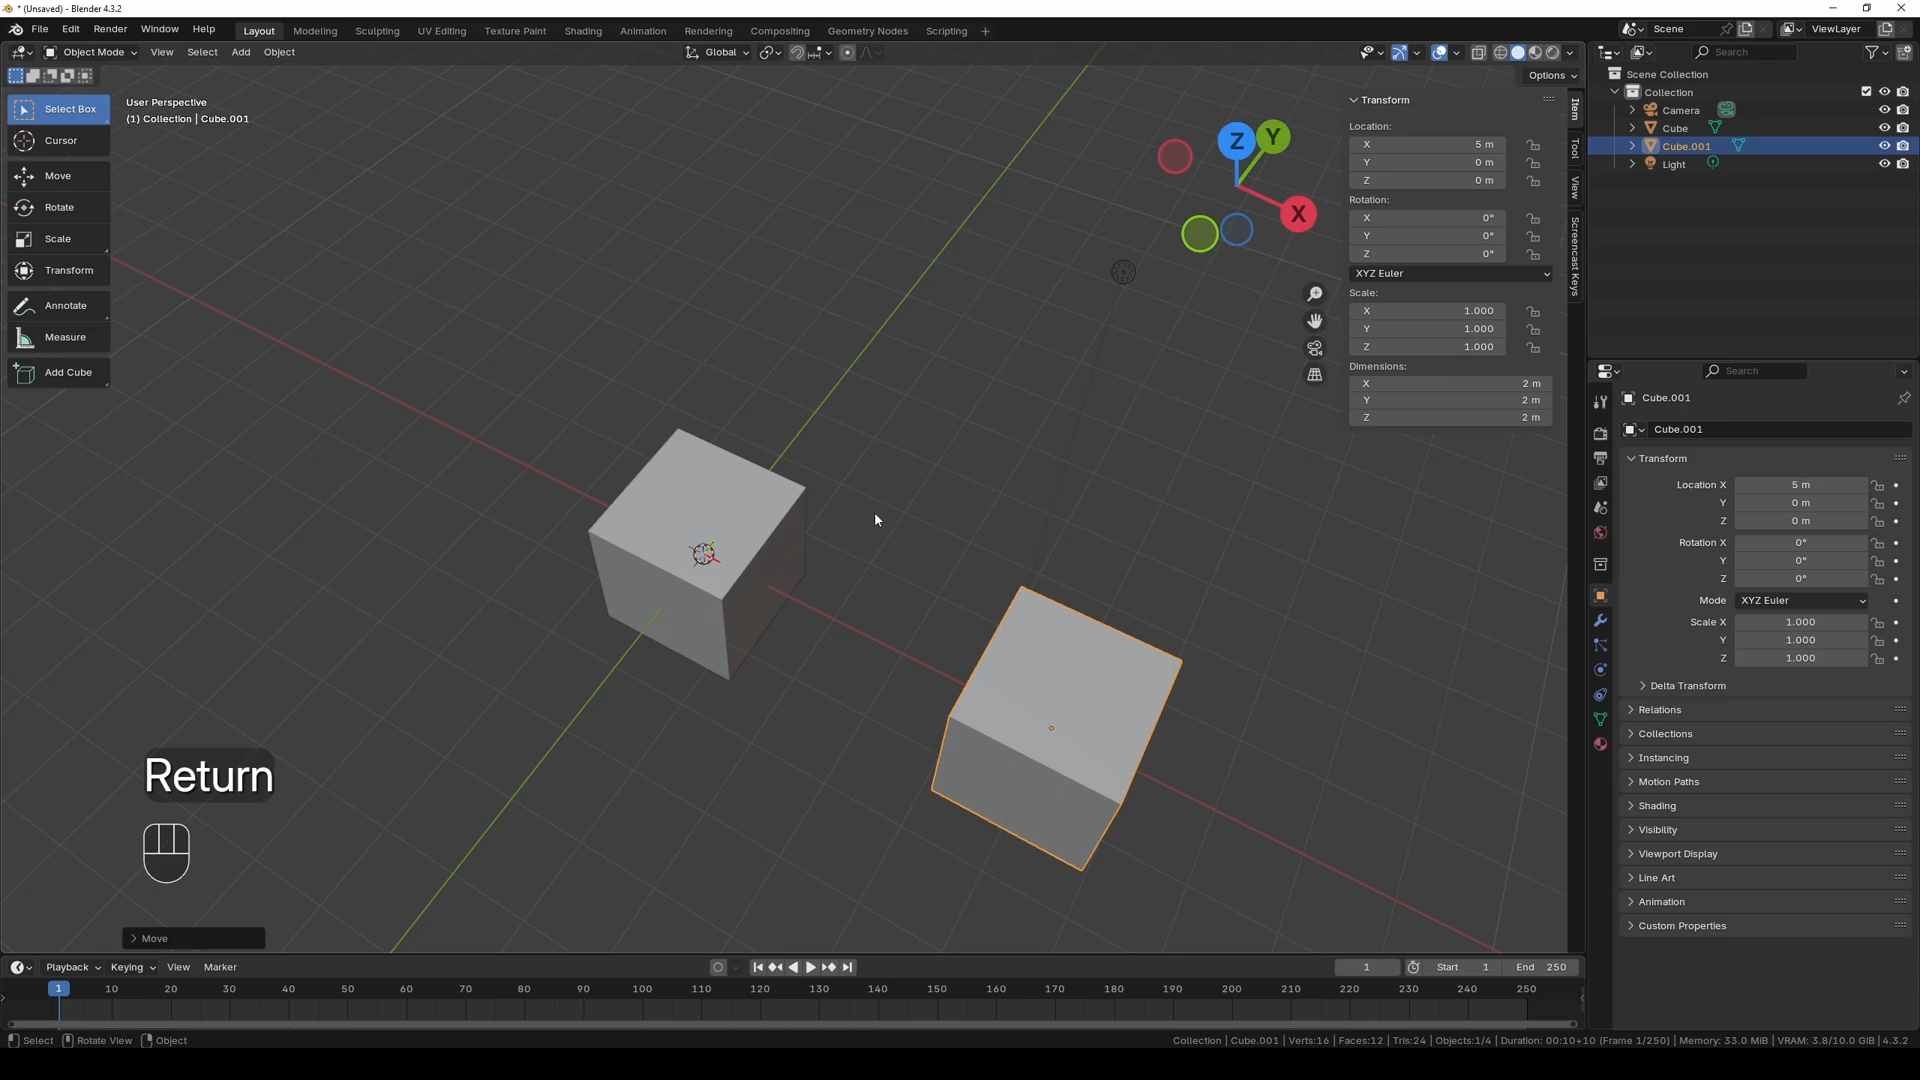 * (Unsaved) - Blender 4.3.2
File Edit Render Window Help Layout Modeling Sculpting UV Editing Texture Paint Shading Animation Rendering Compositing Geometry Nodes Scripting + Scene ViewLayer
Object Mode View Select Add Object Global Search
Options
Select Box
Cursor
Move
Rotate
Scale
Transform
Annotate
Measure
Add Cube
User Perspective
(1) Collection | Cube.001
Z Y X
Transform
Location:
X 5 m
Y 0 m
Z 0 m
Rotation:
X 0°
Y 0°
Z 0°
XYZ Euler
Scale:
X 1.000
Y 1.000
Z 1.000
Dimensions:
X 2 m
Y 2 m
Z 2 m
Item
Tool
View
Screencast Keys
Scene Collection
Collection
Camera
Cube
Cube.001
Light
Search
Cube.001
Cube.001
Transform
Location X 5 m
Y 0 m
Z 0 m
Rotation X 0°
Y 0°
Z 0°
Mode XYZ Euler
Scale X 1.000
Y 1.000
Z 1.000
Delta Transform
Relations
Collections
Instancing
Motion Paths
Shading
Visibility
Viewport Display
Line Art
Animation
Custom Properties
Return
Move
Playback Keying View Marker 1 Start 1 End 250
1 10 20 30 40 50 60 70 80 90 100 110 120 130 140 150 160 170 180 190 200 210 220 230 240 250
Select Rotate View Object Collection | Cube.001 | Verts:16 | Faces:12 | Tris:24 | Objects:1/4 | Duration: 00:10+10 (Frame 1/250) | Memory: 33.0 MiB | VRAM: 3.8/10.0 GiB | 4.3.2